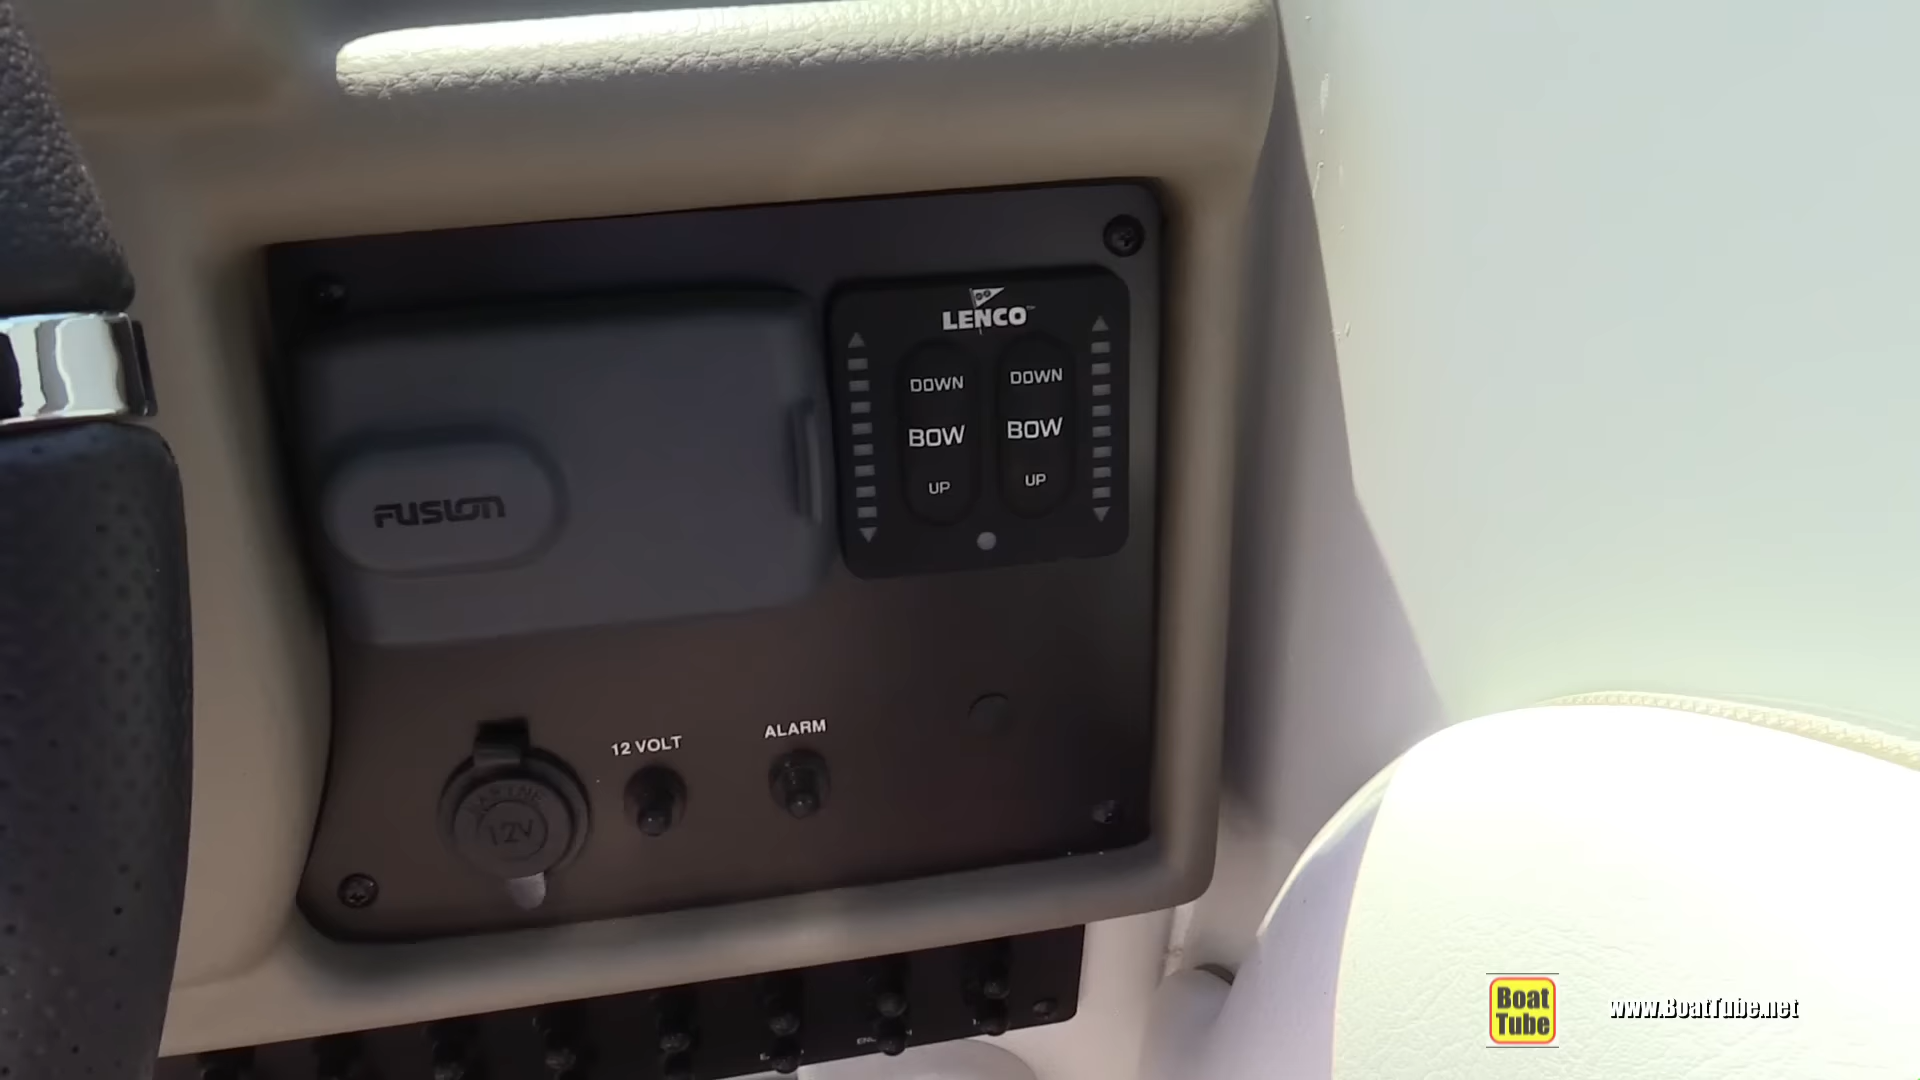 LENCO
DOWN DOWN
BOW BOW
UP UP
FUSION
12 VOLT
ALARM
12V
Boat
Tube
www.BoatTube.net